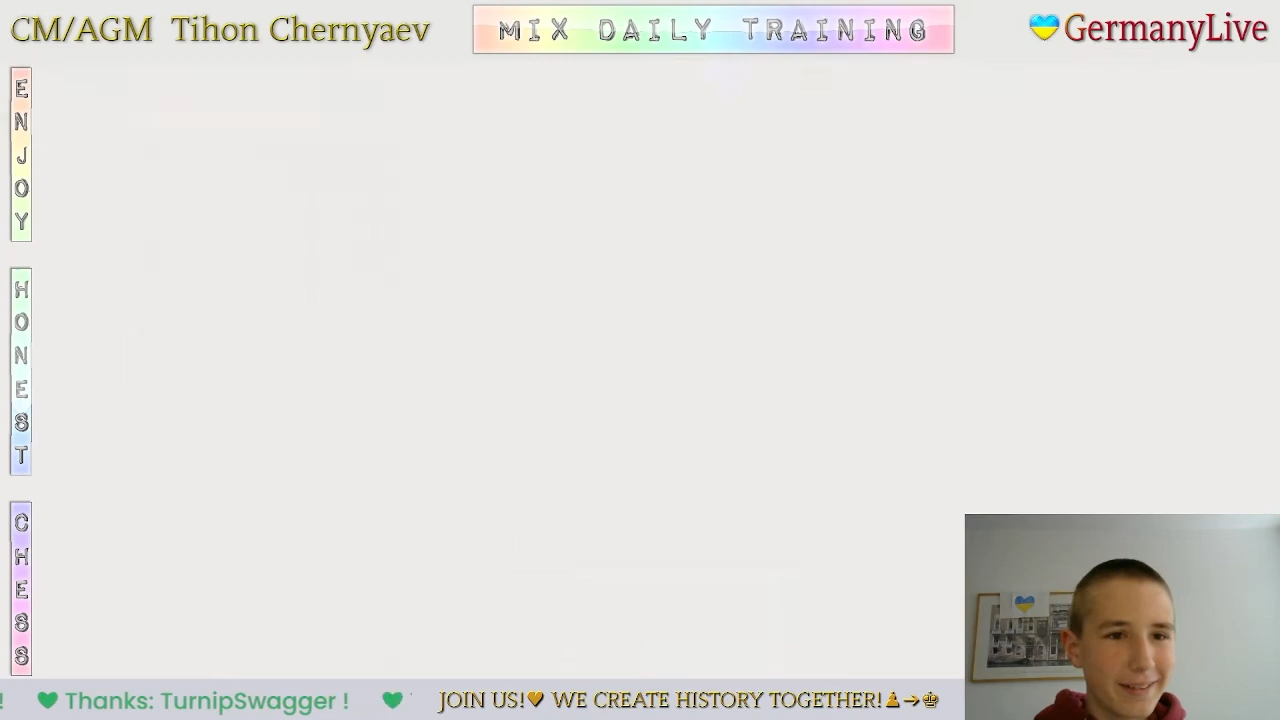 CM/AGM Tihon Chernyaev
MIX DAILY TRAINING
GermanyLive
ENJOY
HONEST
CHESS
! 💚 Thanks: TurnipSwagger ! 💚
JOIN US!♥ WE CREATE HISTORY TOGETHER!♟→♚